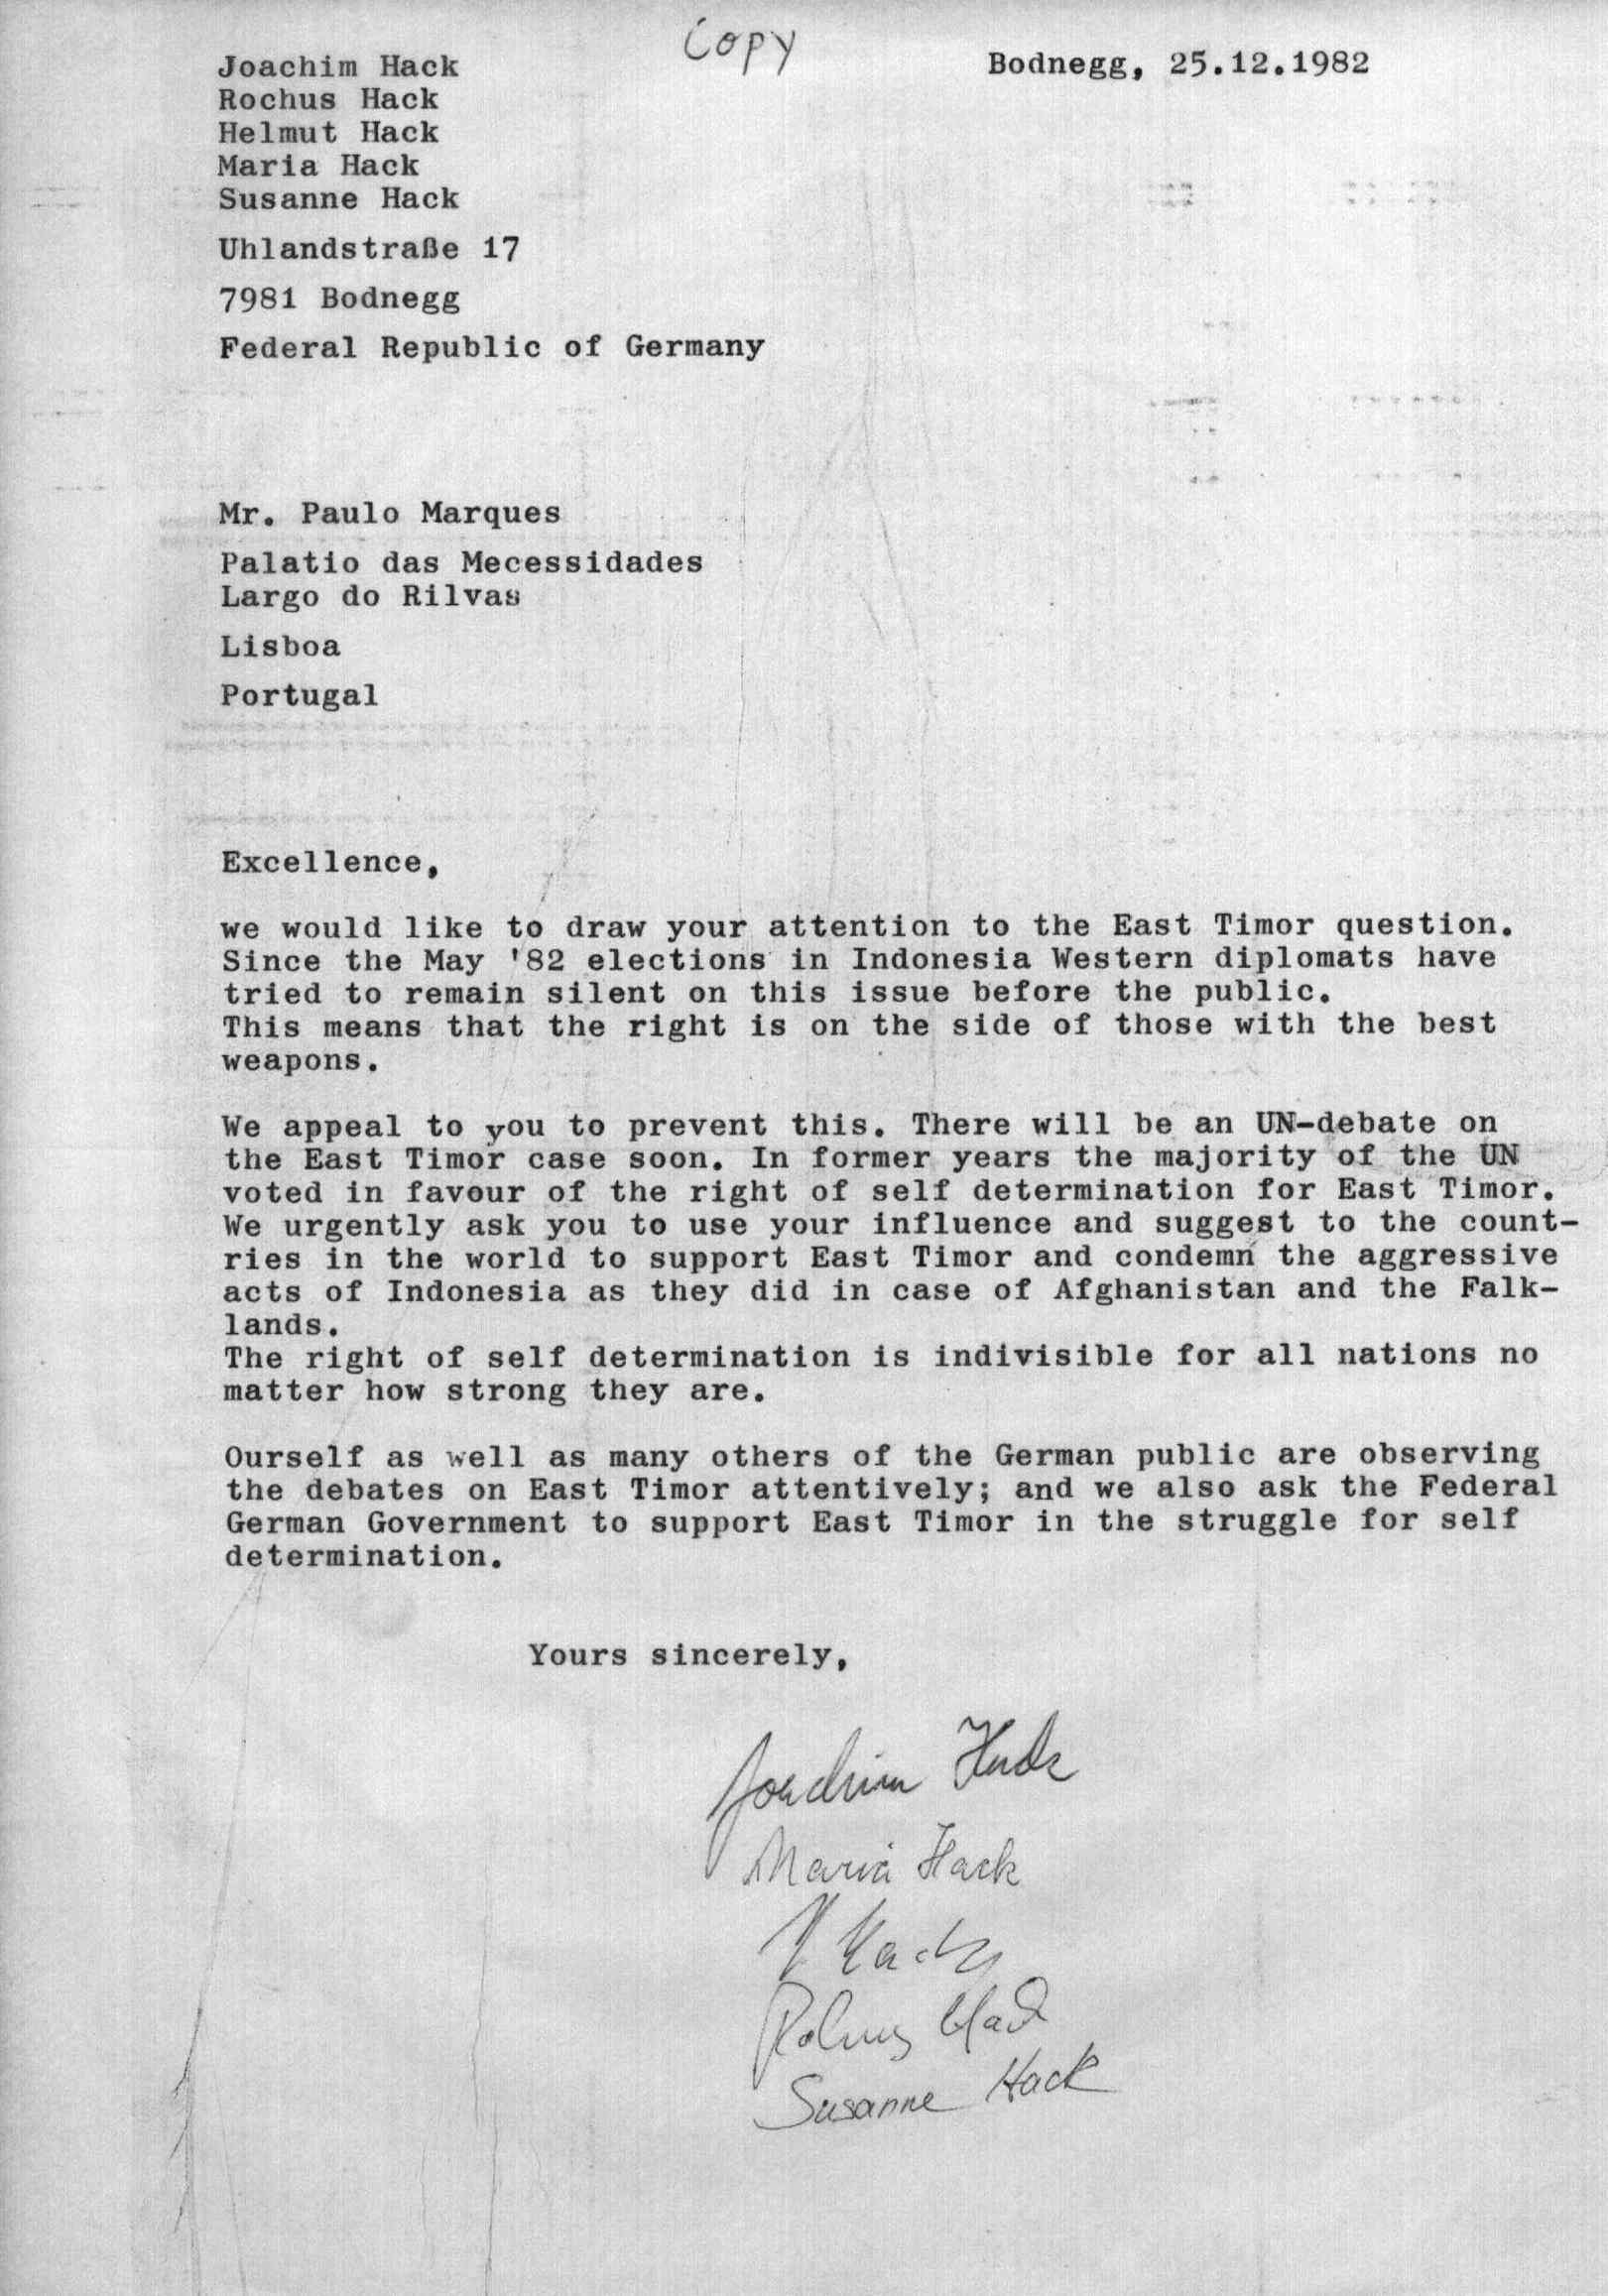 Copy
Joachim Hack
Bodnegg, 25.12.1982
Rochus Hack
Helmut Hack
Maria Hack
Susanne Hack
Uhlandstraße 17
7981 Bodnegg
Federal Republic of Germany
Mr. Paulo Marques
Palatio das Mecessidades
Largo do Rilvas
Lisboa
Portugal
Excellence,
we would like to draw your attention to the East Timor question.
Since the May '82 elections in Indonesia Western diplomats have
tried to remain silent on this issue before the public.
This means that the right is on the side of those with the best
weapons.
We appeal to you to prevent this. There will be an UN-debate on
the East Timor case soon. In former years the majority of the UN
voted in favour of the right of self determination for East Timor.
We urgently ask you to use your influence and suggest to the count-
ries in the world to support East Timor and condemn the aggressive
acts of Indonesia as they did in case of Afghanistan and the Falk-
lands.
The right of self determination is indivisible for all nations no
matter how strong they are.
Ourself as well as many others of the German public are observing
the debates on East Timor attentively; and we also ask the Federal
German Government to support East Timor in the struggle for self
determination.
Yours sincerely,
Joachim Hack
Maria Hack
H Hack
Rochus Hack
Susanne Hack